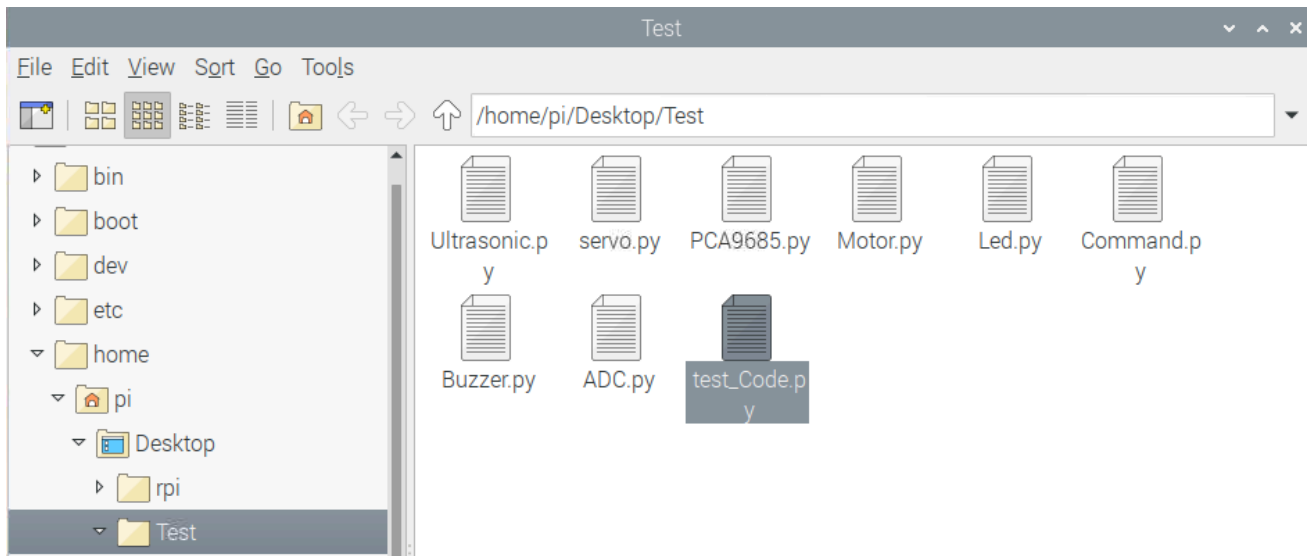 Test
File Edit View Sort Go Tools
/home/pi/Desktop/Test
bin
boot
dev
etc
home
pi
Desktop
rpi
Test
Ultrasonic.p
y
servo.py
PCA9685.py
Motor.py
Led.py
Command.p
y
Buzzer.py
ADC.py
test_Code.p
y